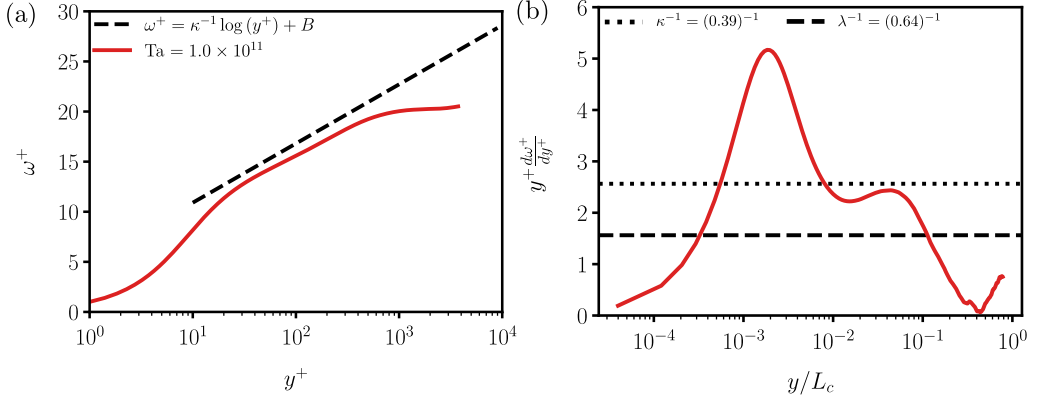 (a)
ω⁺ = κ⁻¹ log (y⁺) + B
Ta = 1.0 × 10¹¹
30
25
20
15
10
5
0
ω⁺
10⁰ 10¹ 10² 10³ 10⁴
y⁺
(b)
κ⁻¹ = (0.39)⁻¹ λ⁻¹ = (0.64)⁻¹
6
5
4
3
2
1
0
y⁺ dω⁺/dy⁺
10⁻⁴ 10⁻³ 10⁻² 10⁻¹ 10⁰
y/L_c